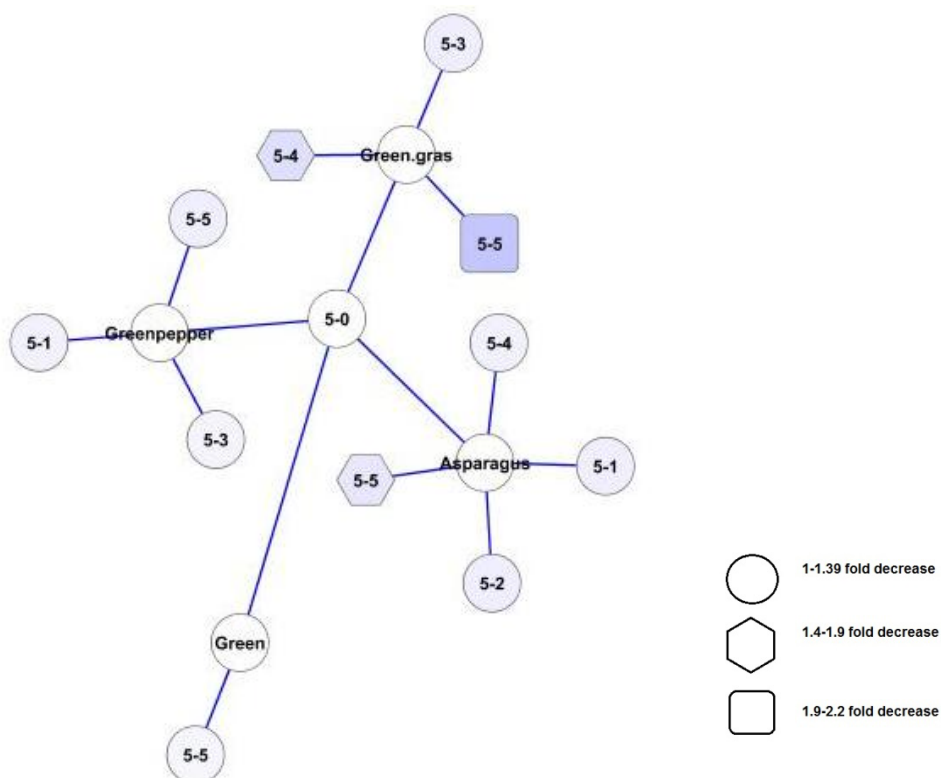 5-3
5-4
Green.gras
5-5
5-5
5-0
5-1
Greenpepper
5-4
5-3
Asparagus
5-1
5-5
5-2
Green
5-5
1-1.39 fold decrease
1.4-1.9 fold decrease
1.9-2.2 fold decrease